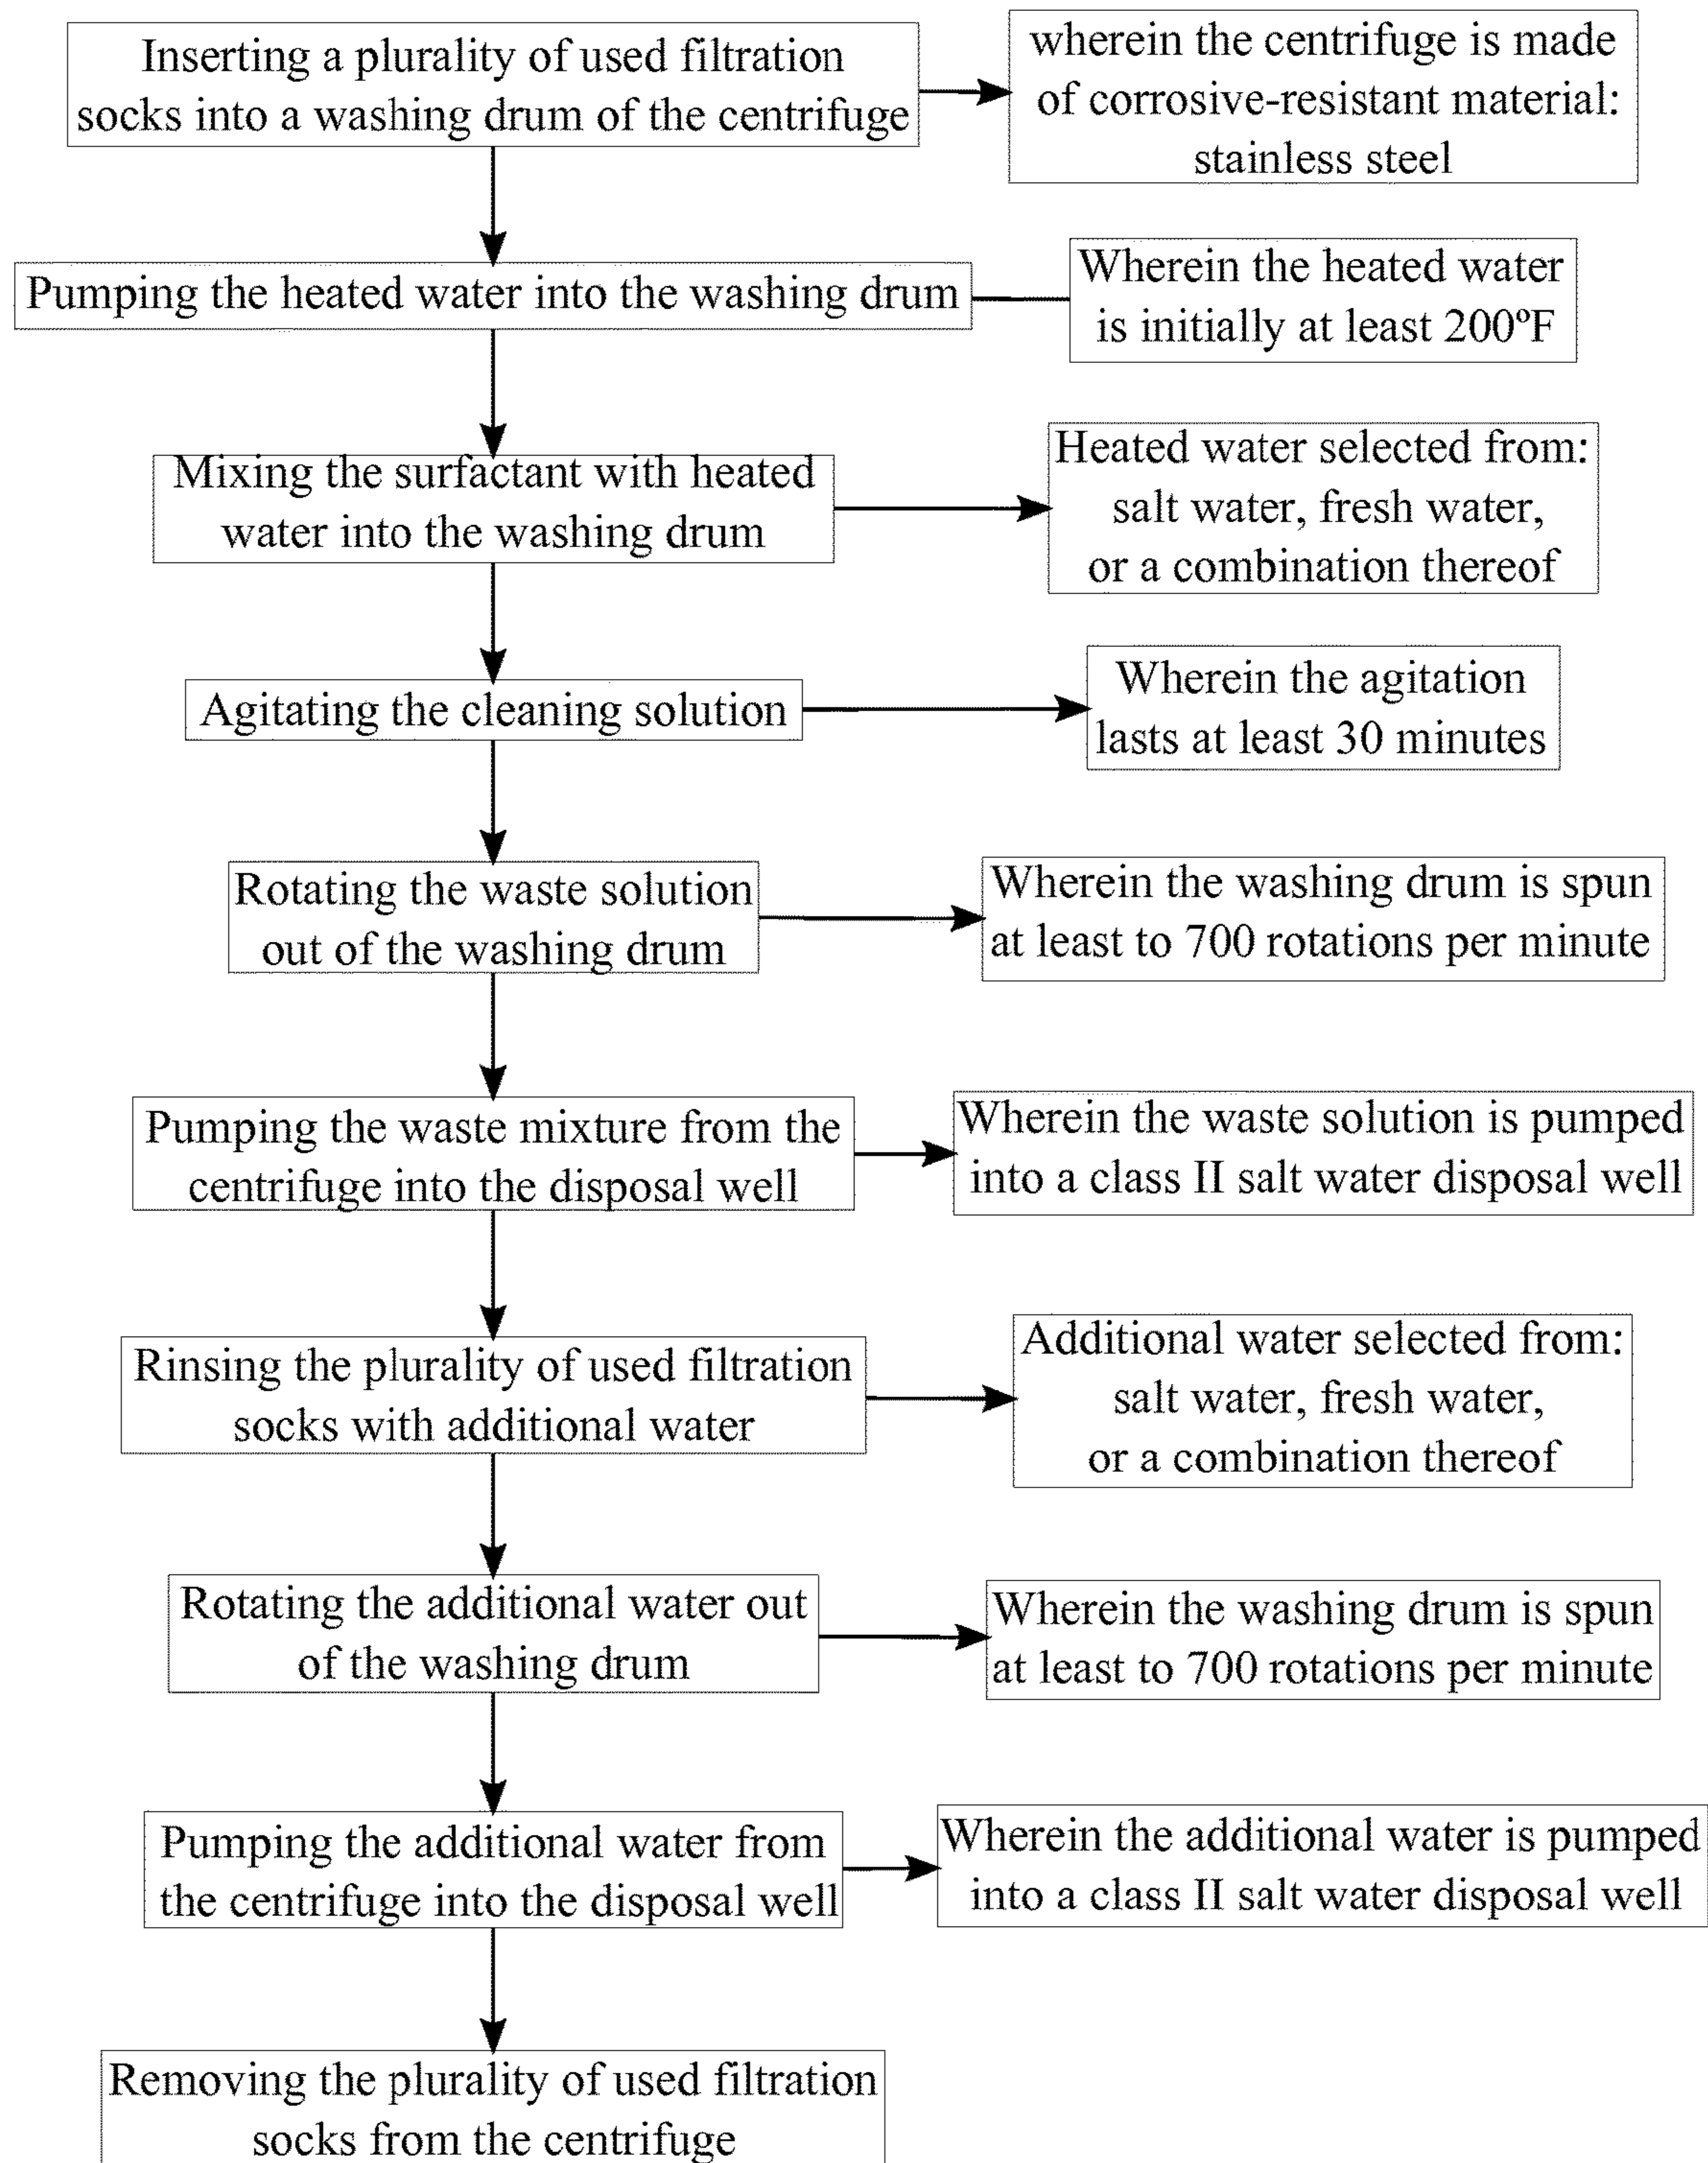 Inserting a plurality of used filtration
socks into a washing drum of the centrifuge
wherein the centrifuge is made
of corrosive-resistant material:
stainless steel
Pumping the heated water into the washing drum
Wherein the heated water
is initially at least 200ºF
Mixing the surfactant with heated
water into the washing drum
Heated water selected from:
salt water, fresh water,
or a combination thereof
Agitating the cleaning solution
Wherein the agitation
lasts at least 30 minutes
Rotating the waste solution
out of the washing drum
Wherein the washing drum is spun
at least to 700 rotations per minute
Pumping the waste mixture from the
centrifuge into the disposal well
Wherein the waste solution is pumped
into a class II salt water disposal well
Rinsing the plurality of used filtration
socks with additional water
Additional water selected from:
salt water, fresh water,
or a combination thereof
Rotating the additional water out
of the washing drum
Wherein the washing drum is spun
at least to 700 rotations per minute
Pumping the additional water from
the centrifuge into the disposal well
Wherein the additional water is pumped
into a class II salt water disposal well
Removing the plurality of used filtration
socks from the centrifuge